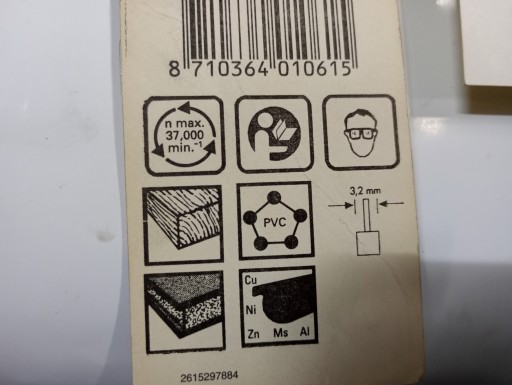 8 710364 010615
n max.
37,000
min.⁻¹
PVC
3,2 mm
Cu
Ni
Zn Ms Al
2615297884